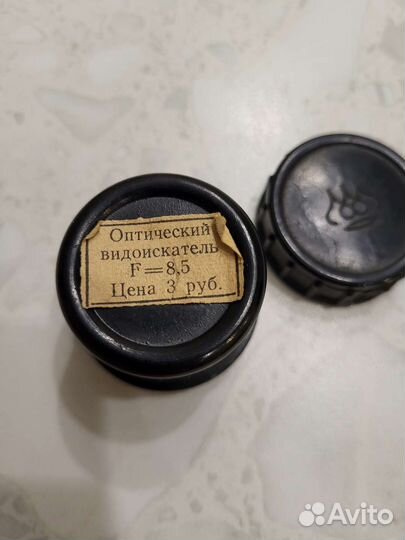 Оптический
видоискатель
F=8,5
Цена 3 руб.
Avito